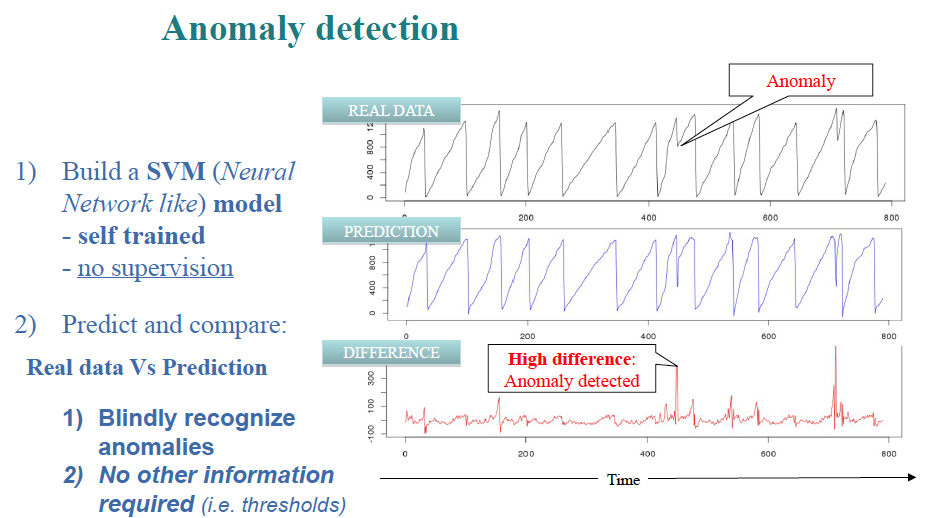 Anomaly detection
1) Build a SVM (Neural
Network like) model
- self trained
- no supervision
2) Predict and compare:
Real data Vs Prediction
1) Blindly recognize
anomalies
2) No other information
required (i.e. thresholds)
Anomaly
REAL DATA
0 400 800 12
0 200 400 600 800
PREDICTION
0 400 800 1
0 200 400 600 800
DIFFERENCE
High difference:
Anomaly detected
-100 100 300
0 200 400 600 800
Time